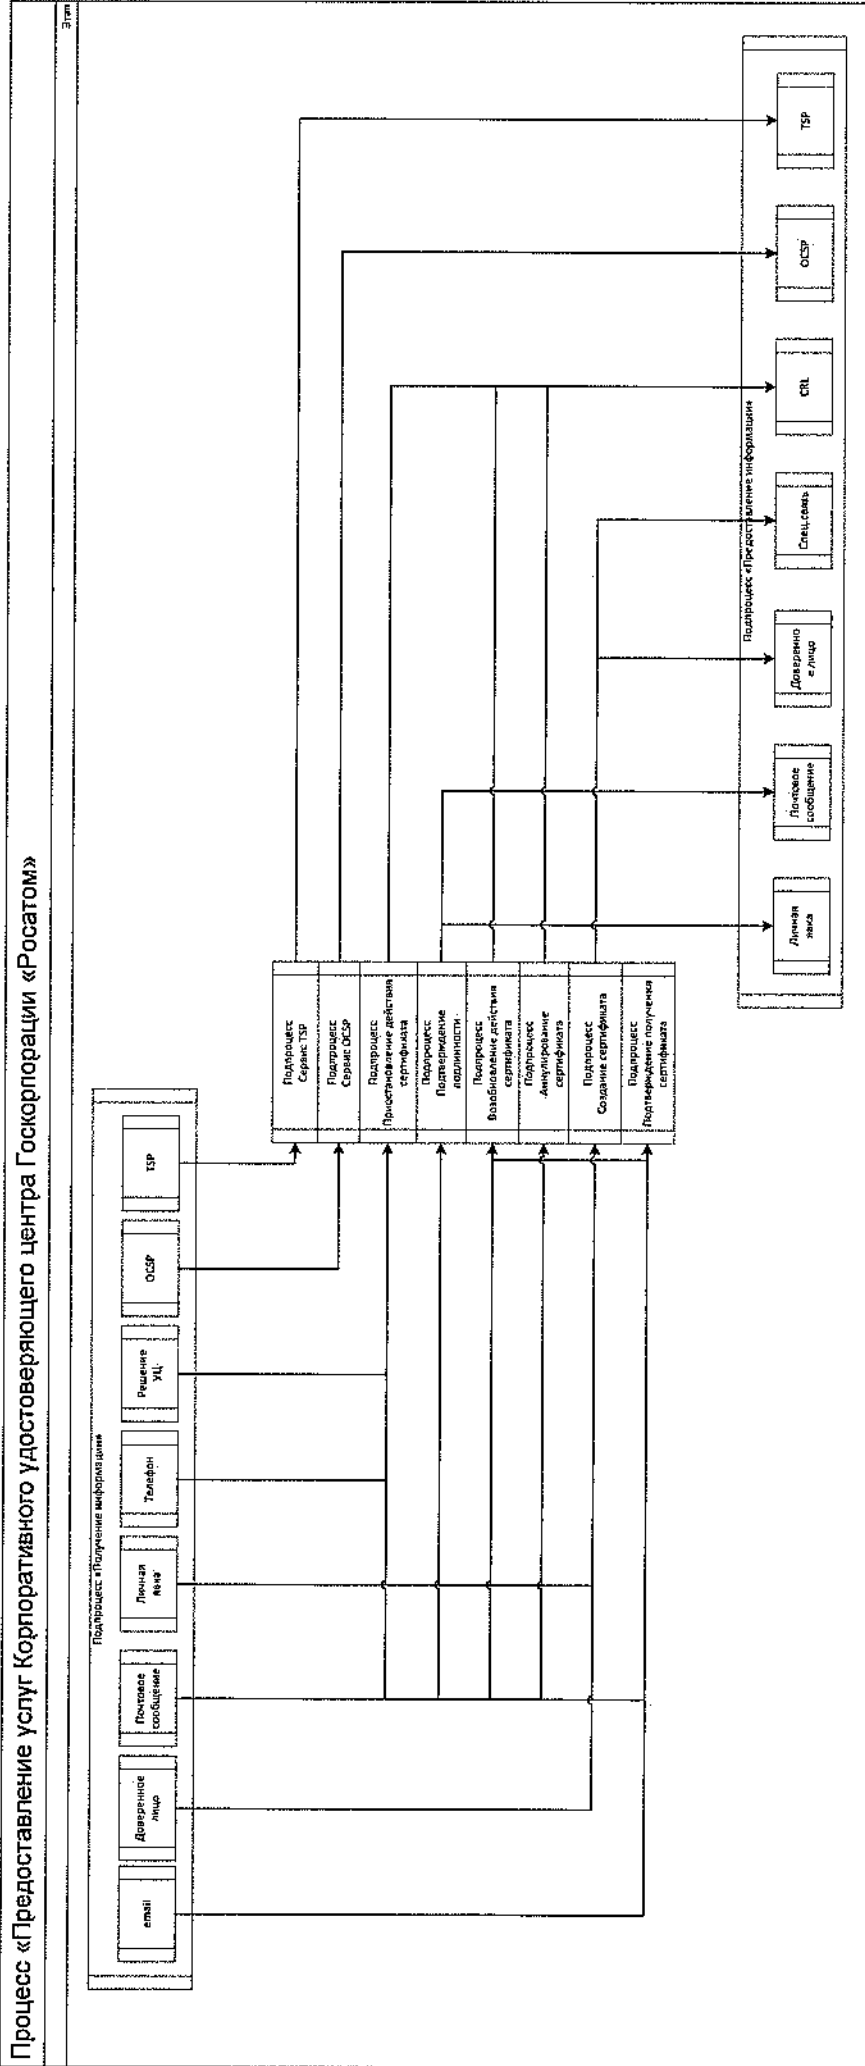 Процесс «Предоставление услуг Корпоративного удостоверяющего центра Госкорпорации «Росатом»
Этап
Подпроцесс «Получение информации»
email
Доверенное
лицо
Почтовое
сообщение
Личная
явка
Телефон
Решение
УЦ
OCSP
TSP
Подпроцесс
Сервис TSP
Подпроцесс
Сервис OCSP
Подпроцесс
Приостановление действия
сертификата
Подпроцесс
Подтверждение
подлинности
Подпроцесс
Возобновление действия
сертификата
Подпроцесс
Аннулирование
сертификата
Подпроцесс
Создание сертификата
Подпроцесс
Подтверждение получения
сертификата
Подпроцесс «Предоставление информации»
Личная
явка
Почтовое
сообщение
Доверенно
е лицо
Спец.связь
CRL
OCSP
TSP